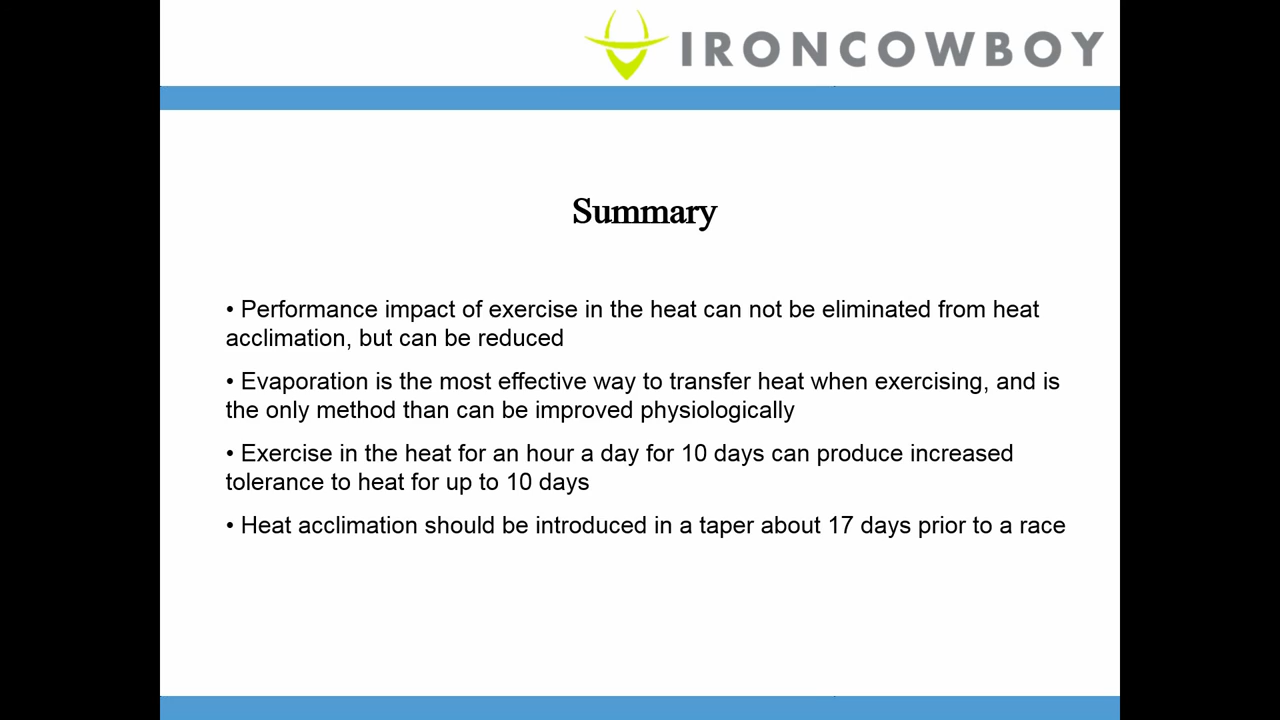 IRONCOWBOY
Summary
• Performance impact of exercise in the heat can not be eliminated from heat
acclimation, but can be reduced
• Evaporation is the most effective way to transfer heat when exercising, and is
the only method than can be improved physiologically
• Exercise in the heat for an hour a day for 10 days can produce increased
tolerance to heat for up to 10 days
• Heat acclimation should be introduced in a taper about 17 days prior to a race